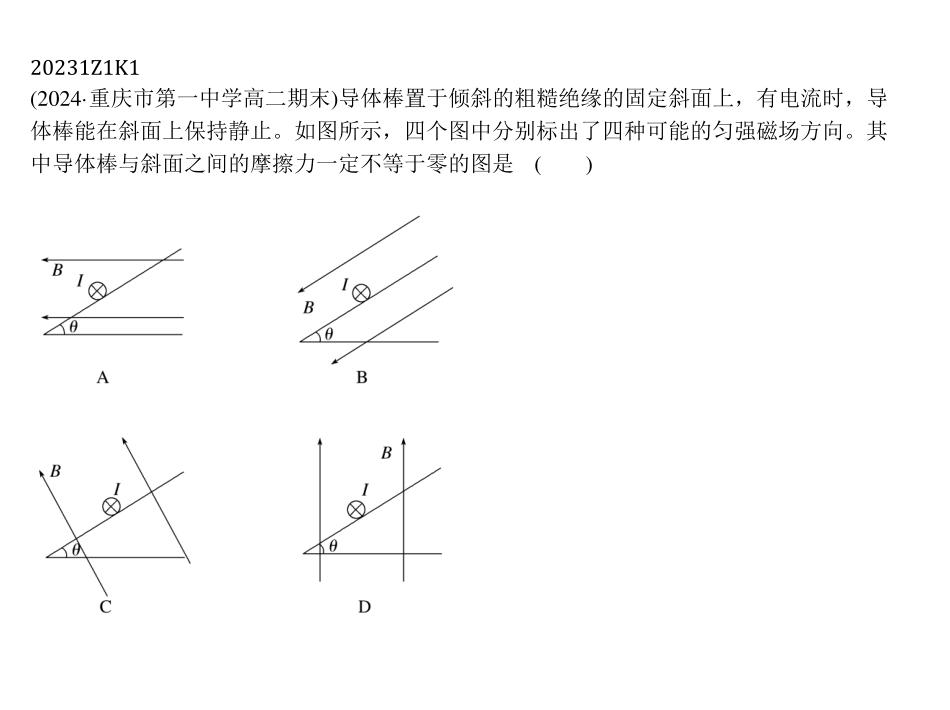 20231Z1K1
(2024·重庆市第一中学高二期末)导体棒置于倾斜的粗糙绝缘的固定斜面上，有电流时，导
体棒能在斜面上保持静止。如图所示，四个图中分别标出了四种可能的匀强磁场方向。其
中导体棒与斜面之间的摩擦力一定不等于零的图是 (  )
B
I
θ
A
I
B
θ
B
B
I
θ
C
B
I
θ
D